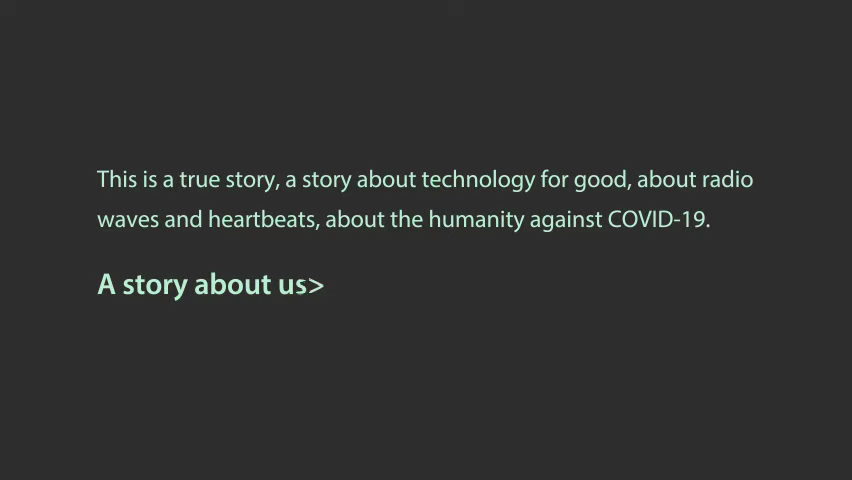 This is a true story, a story about technology for good, about radio
waves and heartbeats, about the humanity against COVID-19.
A story about us>